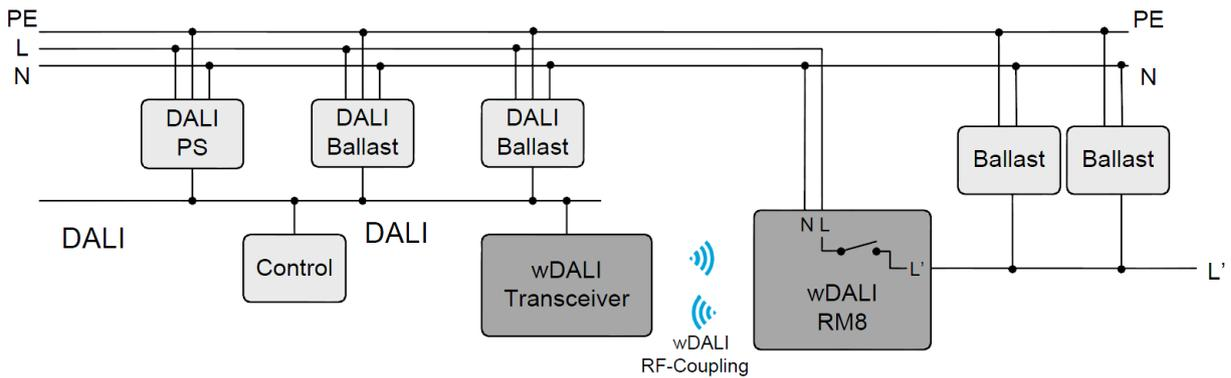 PE
PE
L
N
N
DALI
PS
DALI
Ballast
DALI
Ballast
Ballast
Ballast
DALI
Control
DALI
wDALI
Transceiver
wDALI
RF-Coupling
N L
L'
wDALI
RM8
L'